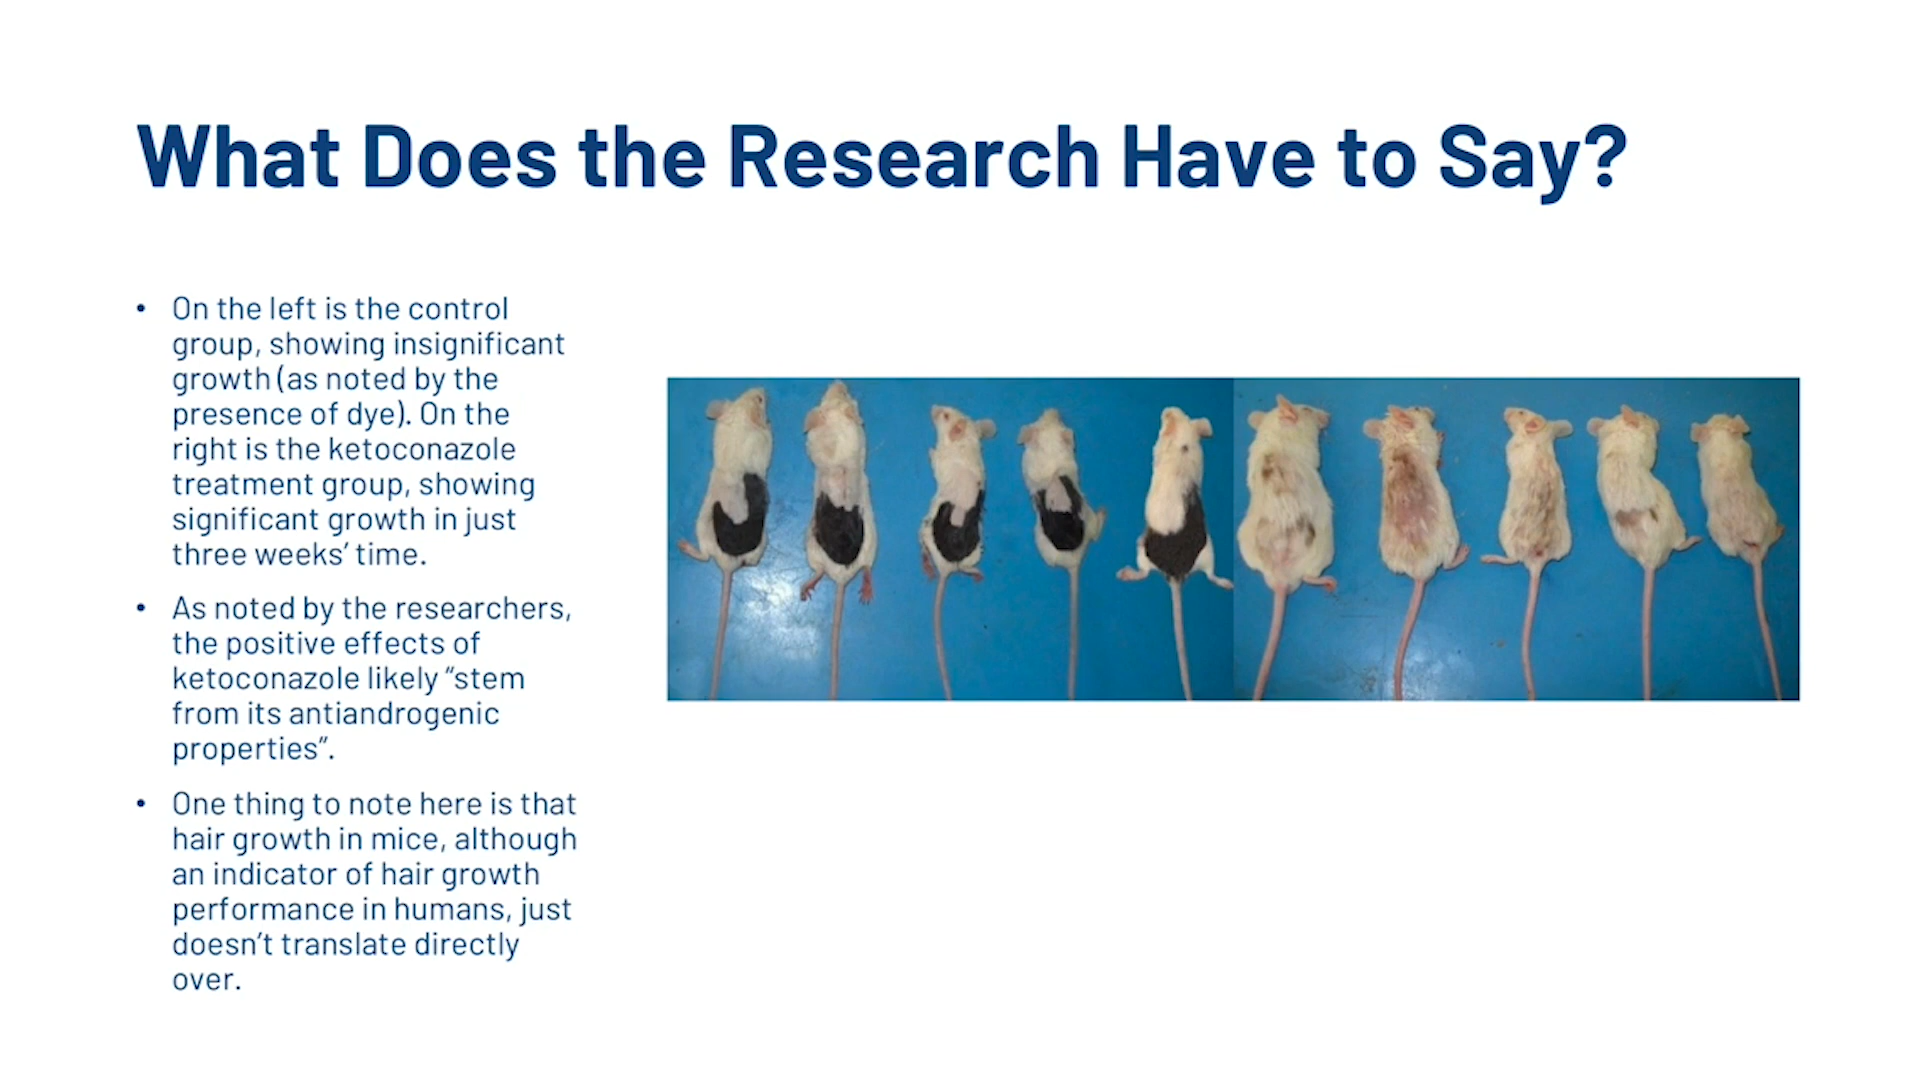 What Does the Research Have to Say?
• On the left is the control
group, showing insignificant
growth (as noted by the
presence of dye). On the
right is the ketoconazole
treatment group, showing
significant growth in just
three weeks’ time.
• As noted by the researchers,
the positive effects of
ketoconazole likely “stem
from its antiandrogenic
properties”.
• One thing to note here is that
hair growth in mice, although
an indicator of hair growth
performance in humans, just
doesn’t translate directly
over.